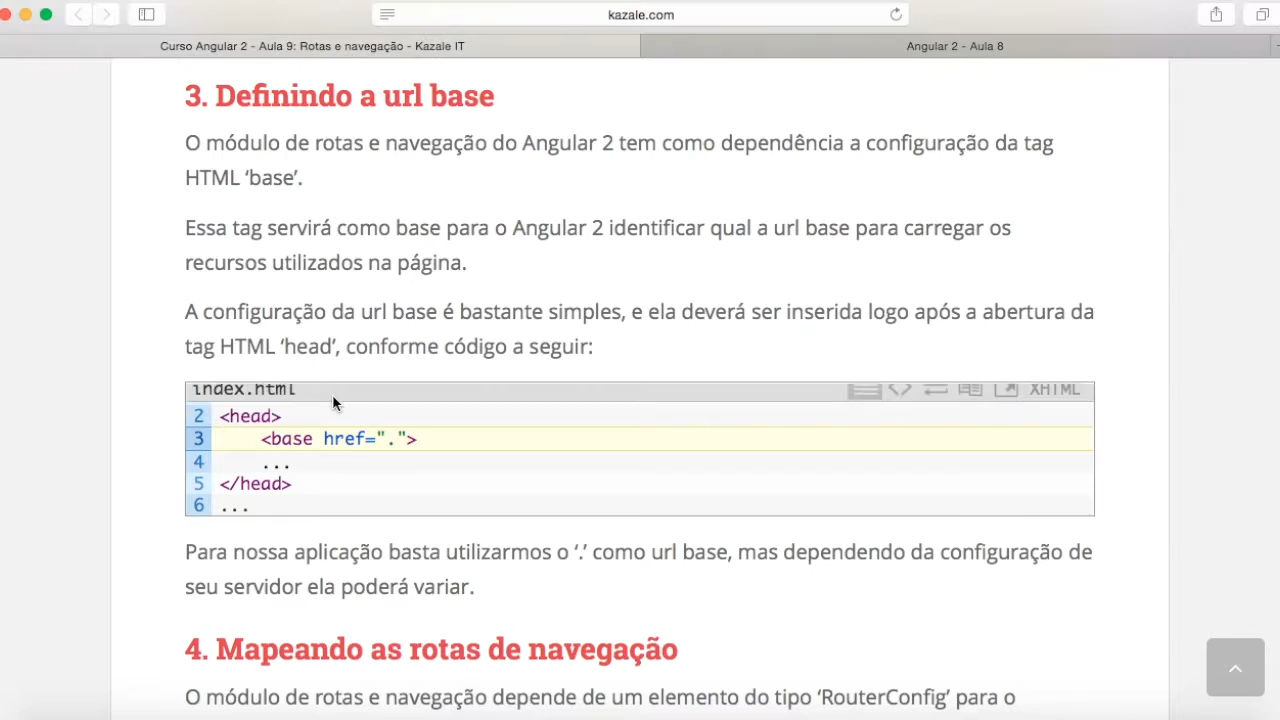 kazale.com
Curso Angular 2 - Aula 9: Rotas e navegação - Kazale IT
Angular 2 - Aula 8
3. Definindo a url base
O módulo de rotas e navegação do Angular 2 tem como dependência a configuração da tag
HTML ‘base’.
Essa tag servirá como base para o Angular 2 identificar qual a url base para carregar os
recursos utilizados na página.
A configuração da url base é bastante simples, e ela deverá ser inserida logo após a abertura da
tag HTML ‘head’, conforme código a seguir:
index.html XHTML
2 <head>
3 <base href=".">
4 ...
5 </head>
6 ...
Para nossa aplicação basta utilizarmos o ‘.’ como url base, mas dependendo da configuração de
seu servidor ela poderá variar.
4. Mapeando as rotas de navegação
O módulo de rotas e navegação depende de um elemento do tipo ‘RouterConfig’ para o